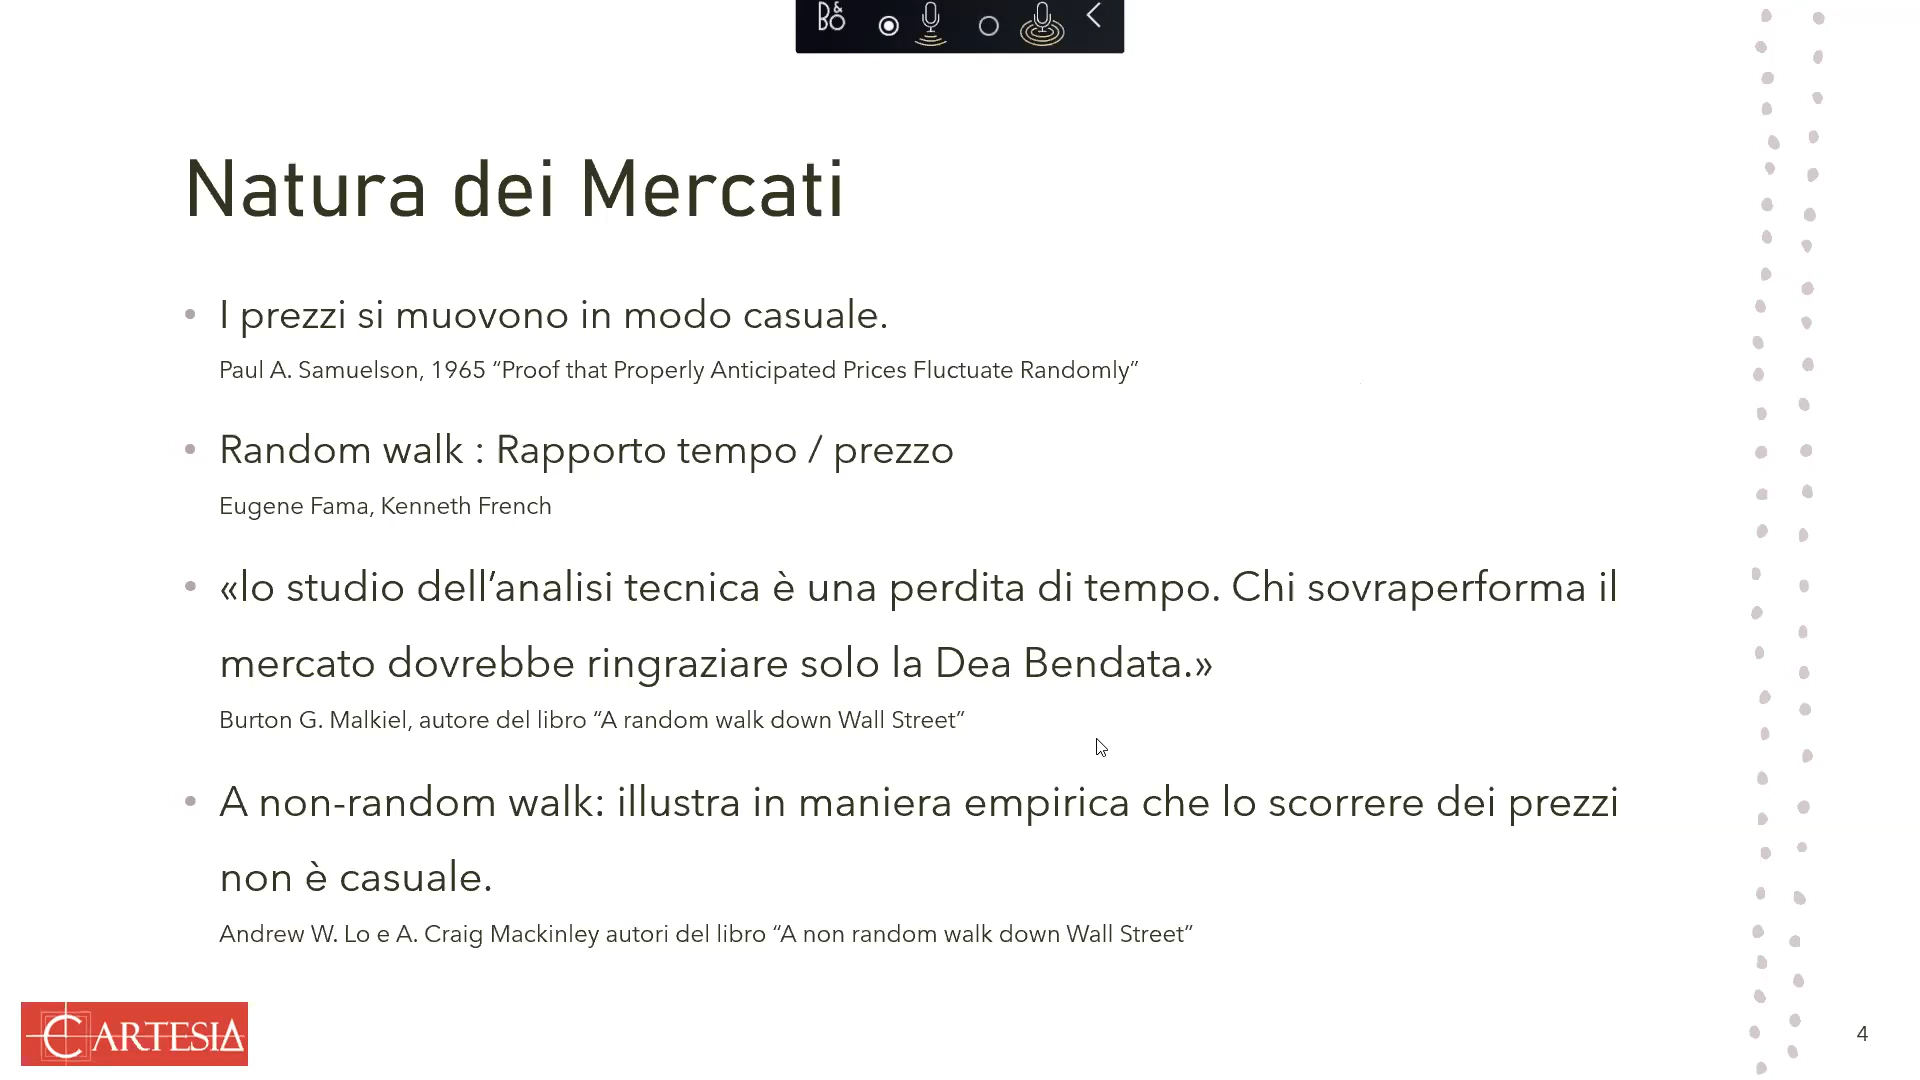 B&O
Natura dei Mercati
• I prezzi si muovono in modo casuale.
Paul A. Samuelson, 1965 “Proof that Properly Anticipated Prices Fluctuate Randomly”
• Random walk : Rapporto tempo / prezzo
Eugene Fama, Kenneth French
• «lo studio dell’analisi tecnica è una perdita di tempo. Chi sovraperforma il
mercato dovrebbe ringraziare solo la Dea Bendata.»
Burton G. Malkiel, autore del libro “A random walk down Wall Street”
• A non-random walk: illustra in maniera empirica che lo scorrere dei prezzi
non è casuale.
Andrew W. Lo e A. Craig Mackinley autori del libro “A non random walk down Wall Street”
CARTESIA
4